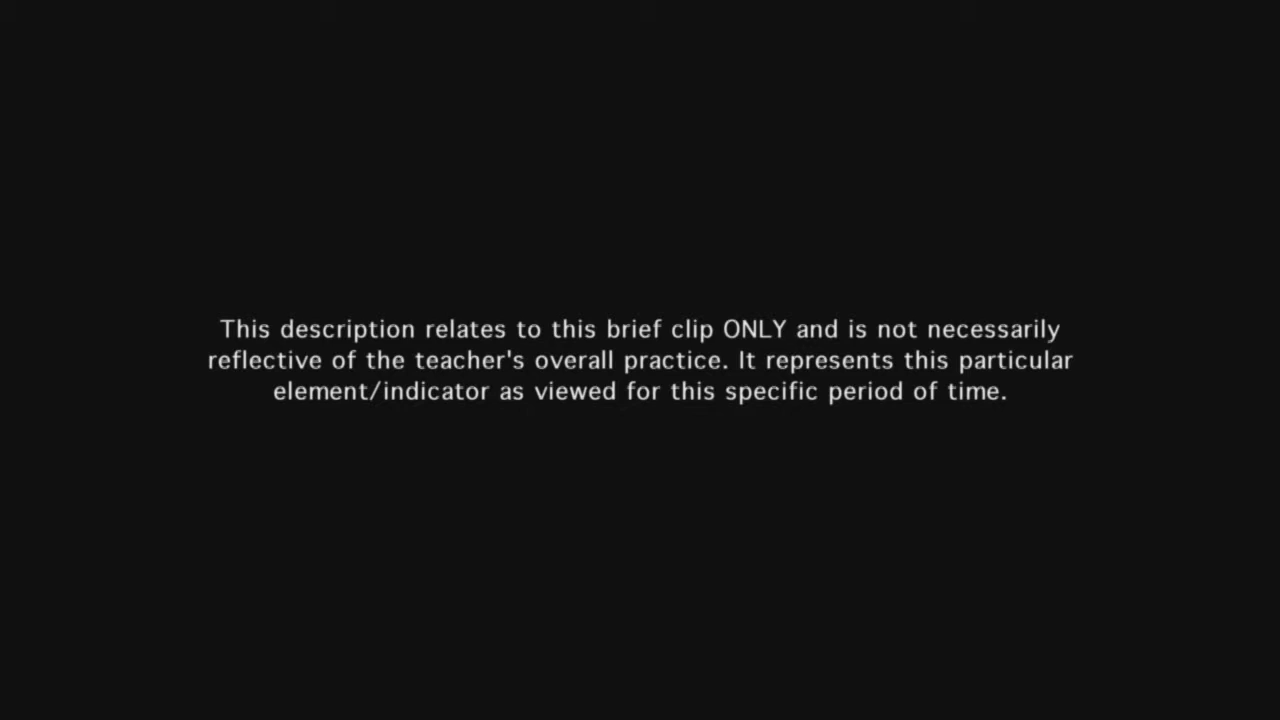 This description relates to this brief clip ONLY and is not necessarily
reflective of the teacher's overall practice. It represents this particular
element/indicator as viewed for this specific period of time.